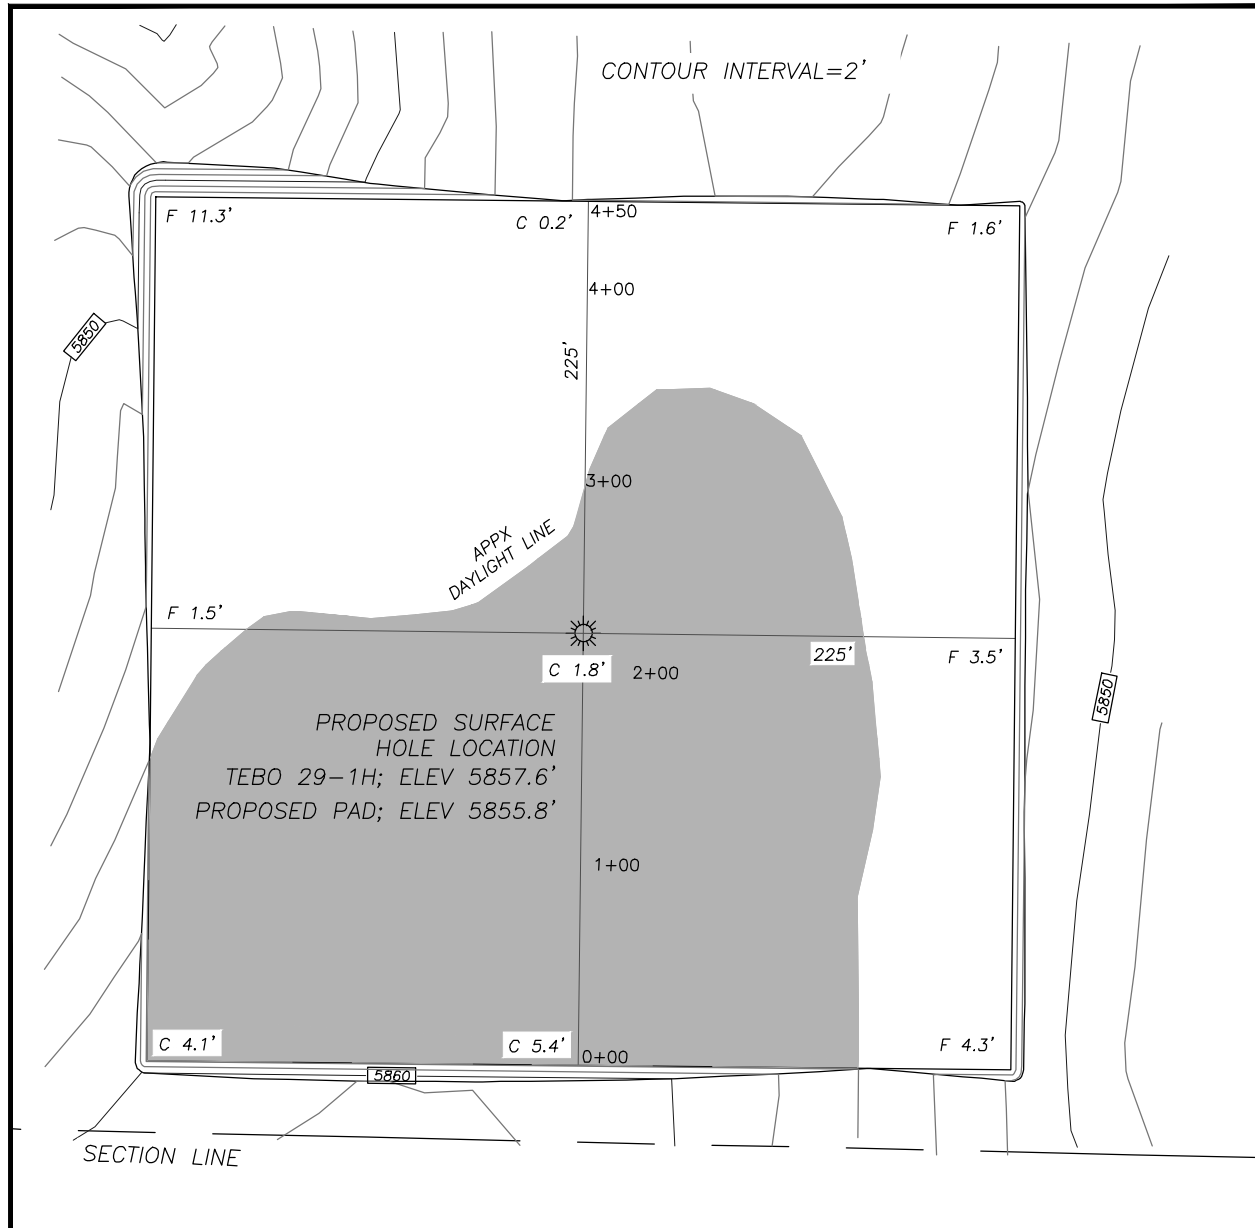 CONTOUR INTERVAL=2'
F 11.3'
C 0.2'
4+50
F 1.6'
4+00
5850
225'
3+00
APPX
DAYLIGHT LINE
F 1.5'
C 1.8'
2+00
225'
F 3.5'
5850
PROPOSED SURFACE
HOLE LOCATION
TEBO 29-1H; ELEV 5857.6'
PROPOSED PAD; ELEV 5855.8'
1+00
C 4.1'
C 5.4'
0+00
F 4.3'
5860
SECTION LINE